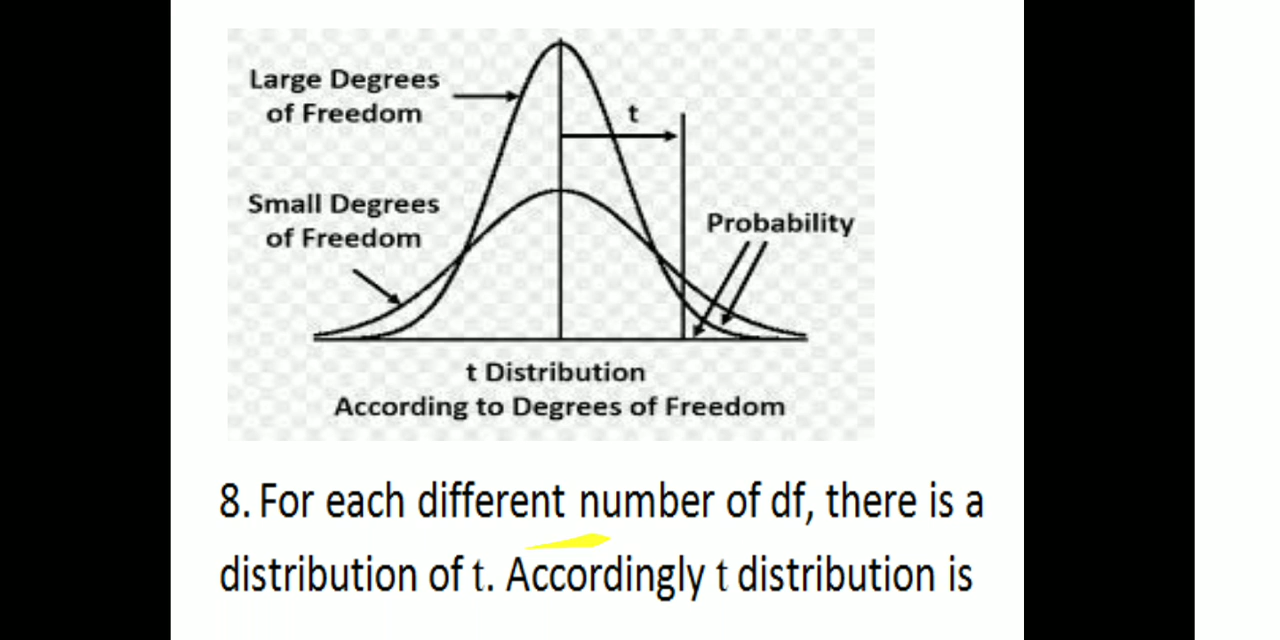 Large Degrees
of Freedom
t
Small Degrees
of Freedom
Probability
t Distribution
According to Degrees of Freedom
8. For each different number of df, there is a
distribution of t. Accordingly t distribution is